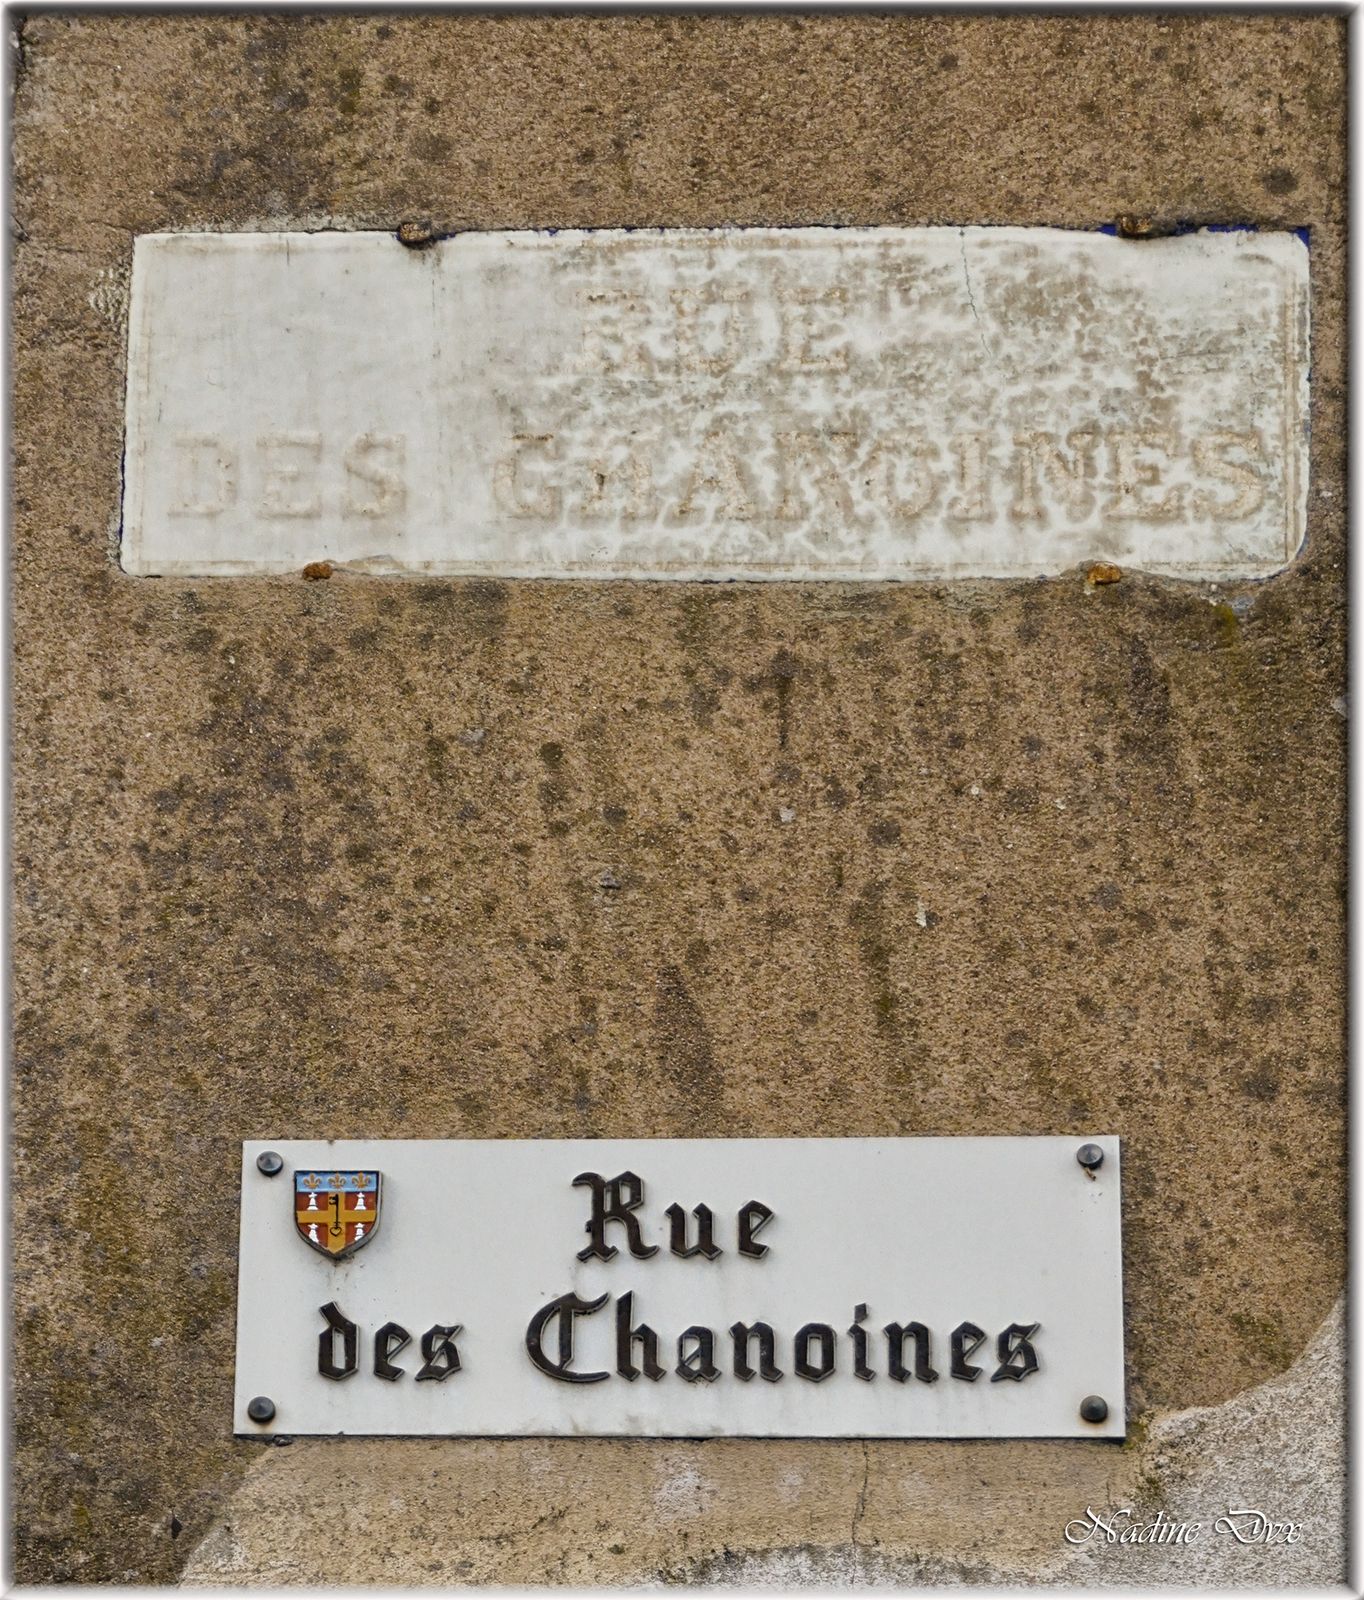 RUE
DES CHANOINES
Rue
des Chanoines
Nadine Dvx